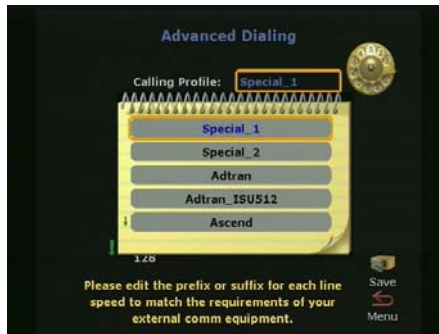 Advanced Dialing
Calling Profile: Special_1
Special_1
Special_2
Adtran
Adtran_ISU512
Ascend
128
Please edit the prefix or suffix for each line
speed to match the requirements of your
external comm equipment.
Save
Menu